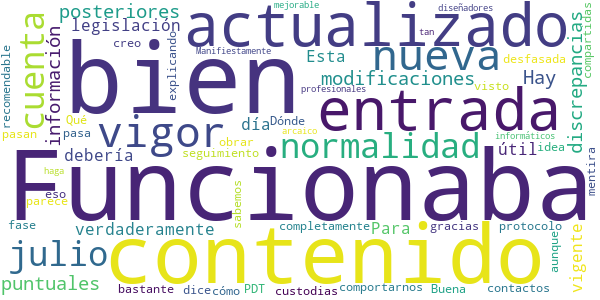 mejorable
diseñadores
posteriores
actualizado
legislación
creo
explicando
Manifiestamente
tan
nueva
Esta
desfasada
compartidas
discrepancias
recomendable
cuenta
información
bien
modificaciones
Hay
profesionales
visto
entrada
Qué
pasan
pasa
vigor
día
Dónde
arcaico
normalidad
informáticos
útil
idea
obrar
debería
seguimiento
mentira
haga
eso
parece
Funcionaba
sabemos
fase
verdaderamente
completamente
Para
gracias
protocolo
julio
contenido
aunque
vigente
puntuales
bastante
dice
cómo
PDT
custodias
comportarnos
Buena
contactos